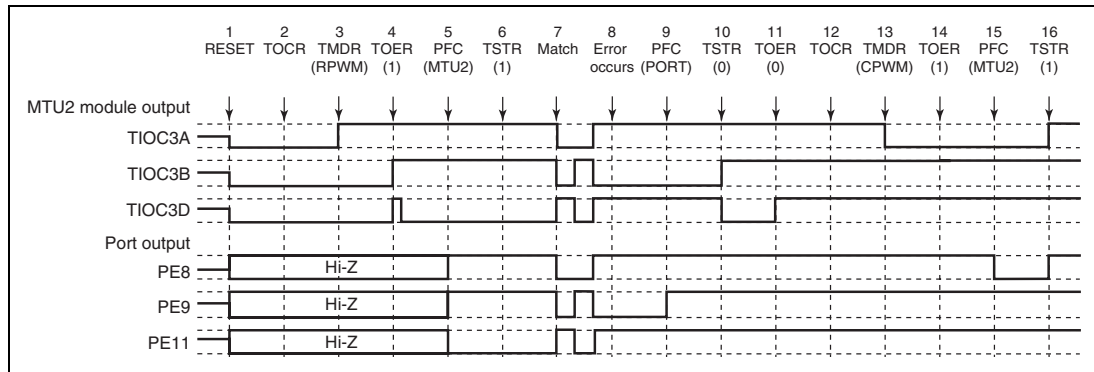 1 2 3 4 5 6 7 8 9 10 11 12 13 14 15 16
RESET TOCR TMDR TOER PFC TSTR Match Error PFC TSTR TOER TOCR TMDR TOER PFC TSTR
(RPWM) (1) (MTU2) (1) occurs (PORT) (0) (0) (CPWM) (1) (MTU2) (1)
MTU2 module output
TIOC3A
TIOC3B
TIOC3D
Port output
PE8 Hi-Z
PE9 Hi-Z
PE11 Hi-Z